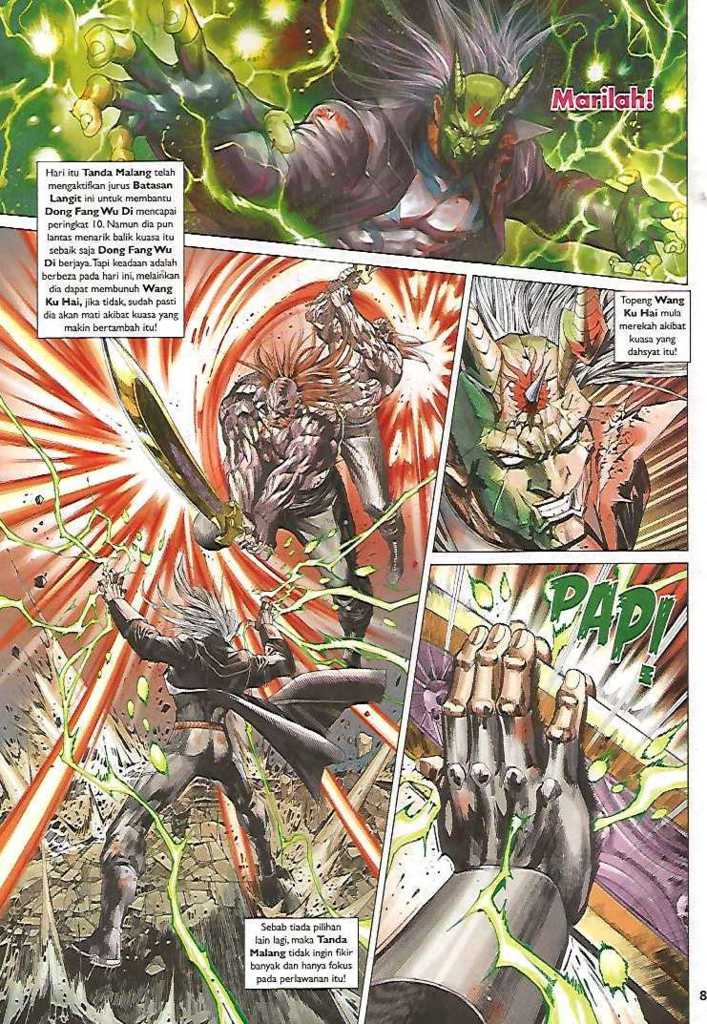 Marilah!
Hari itu Tanda Malang telah
mengaktifkan jurus Batasan
Langit ini untuk membantu
Dong Fang Wu Di mencapai
peringkat 10. Namun dia pun
lantas menarik balik kuasa itu
sebaik saja Dong Fang Wu
Di berjaya. Tapi keadaan adalah
berbeza pada hari ini, melainkan
dia dapat membunuh Wang
Ku Hai, jika tidak, sudah pasti
dia akan mati akibat kuasa yang
makin bertambah itu!
Topeng Wang
Ku Hai mula
merekah akibat
kuasa yang
dahsyat itu!
PAP!
Sebab tiada pilihan
lain lagi, maka Tanda
Malang tidak ingin fikir
banyak dan hanya fokus
pada perlawanan itu!
8